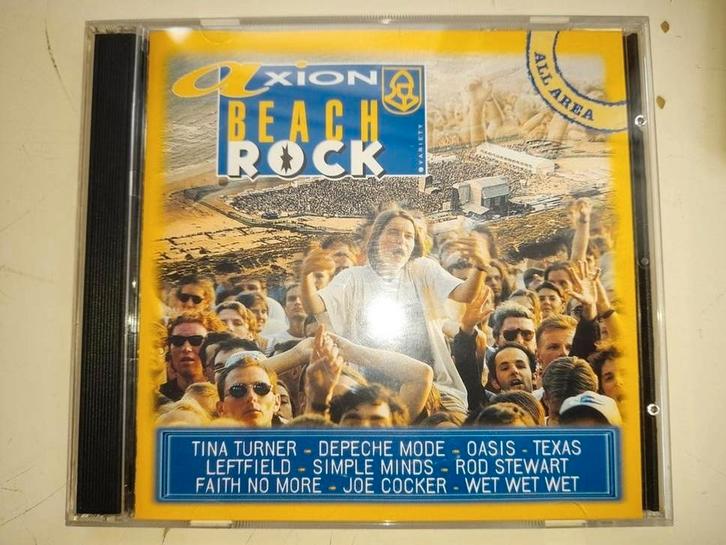 axion
BEACH
ROCK
VARIETY
ALL AREA
TINA TURNER - DEPECHE MODE - OASIS - TEXAS
LEFTFIELD - SIMPLE MINDS - ROD STEWART
FAITH NO MORE - JOE COCKER - WET WET WET